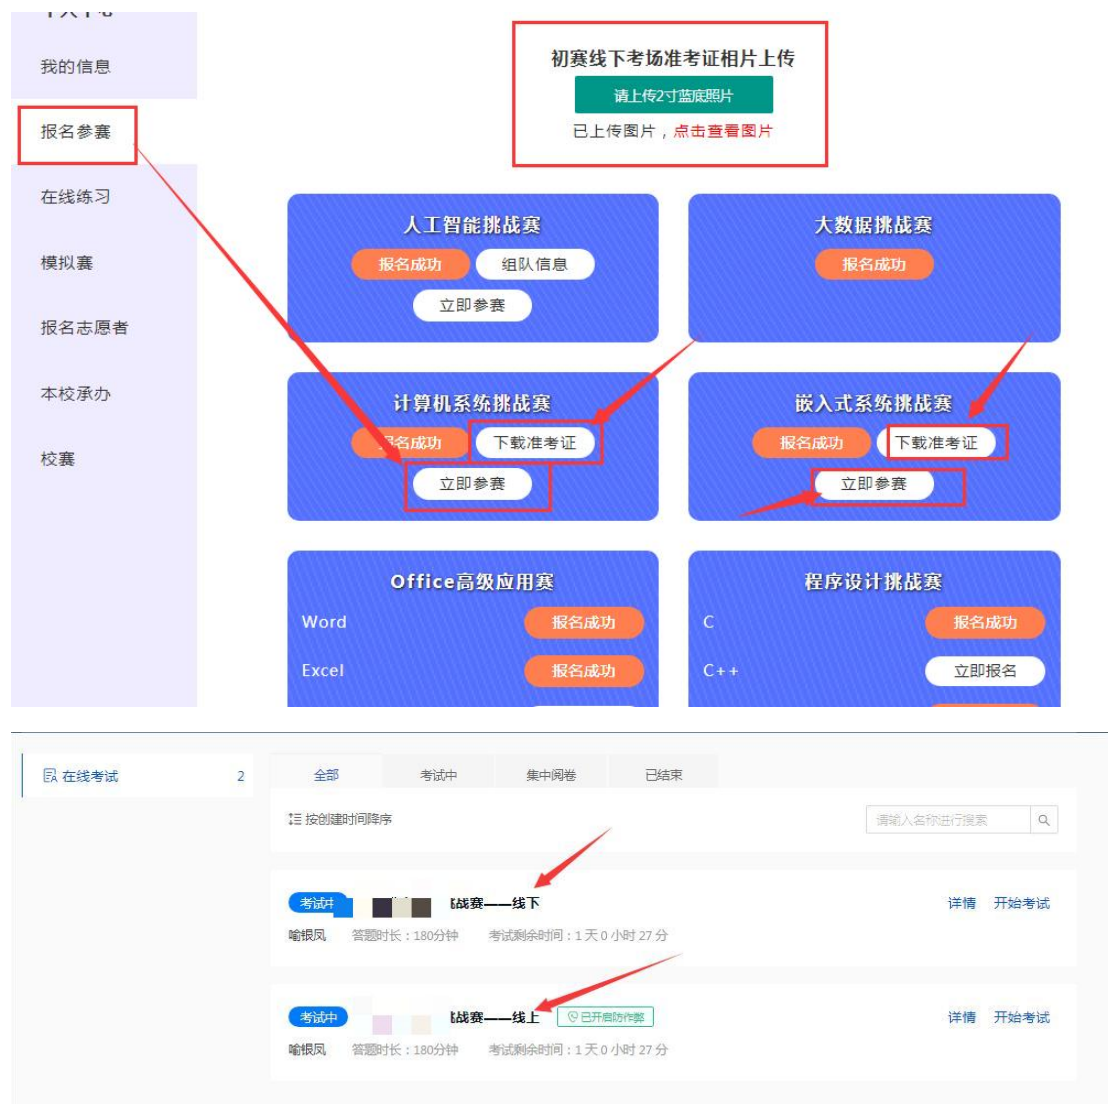 我的信息
报名参赛
在线练习
模拟赛
报名志愿者
本校承办
校赛
初赛线下考场准考证相片上传
请上传2寸蓝底照片
已上传图片，点击查看图片
人工智能挑战赛
报名成功 组队信息
立即参赛
大数据挑战赛
报名成功
计算机系统挑战赛
报名成功 下载准考证
立即参赛
嵌入式系统挑战赛
报名成功 下载准考证
立即参赛
Office高级应用赛
Word 报名成功
Excel 报名成功
程序设计挑战赛
C 报名成功
C++ 立即报名
在线考试 2
全部 考试中 集中阅卷 已结束
按创建时间降序 请输入名称进行搜索
考试中 战赛——线下 详情 开始考试
喻银凤 答题时长：180分钟 考试剩余时间：1 天 0 小时 27 分
考试中 战赛——线上 已开启防作弊 详情 开始考试
喻银凤 答题时长：180分钟 考试剩余时间：1 天 0 小时 27 分